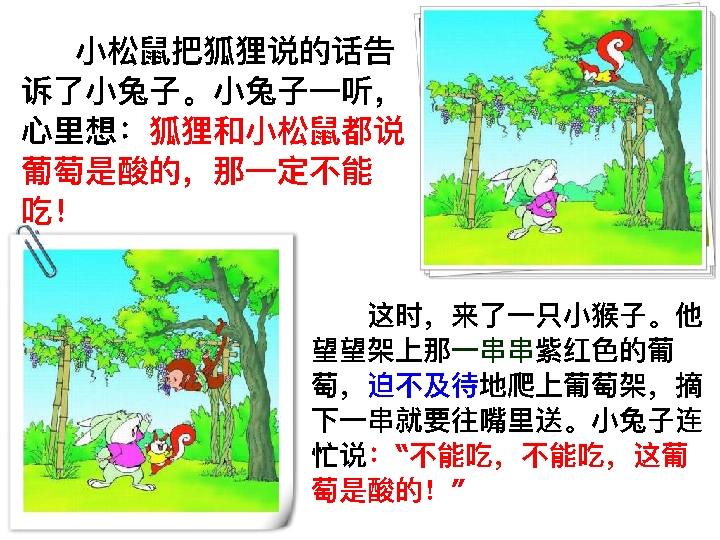 小松鼠把狐狸说的话告
诉了小兔子。小兔子一听，
心里想：狐狸和小松鼠都说
葡萄是酸的，那一定不能
吃！
这时，来了一只小猴子。他
望望架上那一串串紫红色的葡
萄，迫不及待地爬上葡萄架，摘
下一串就要往嘴里送。小兔子连
忙说：“不能吃，不能吃，这葡
萄是酸的！”